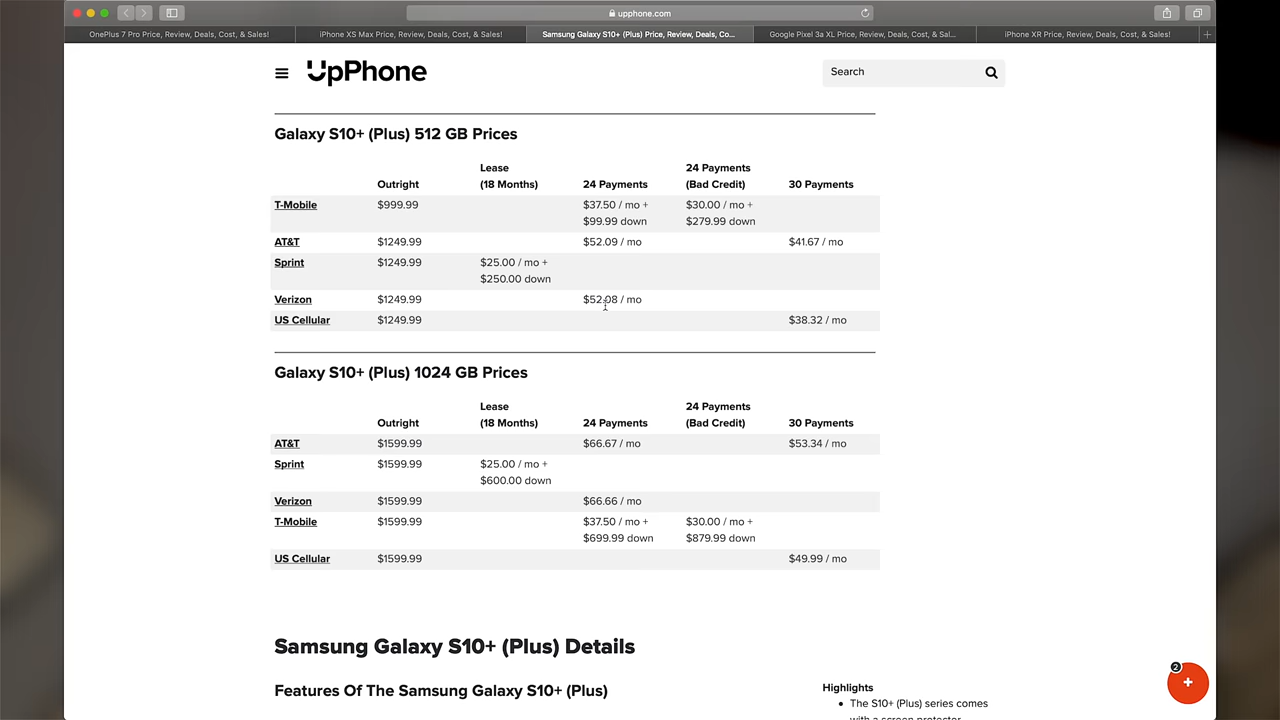 upphone.com
OnePlus 7 Pro Price, Review, Deals, Cost, & Sales!
iPhone XS Max Price, Review, Deals, Cost, & Sales!
Samsung Galaxy S10+ (Plus) Price, Review, Deals, Co...
Google Pixel 3a XL Price, Review, Deals, Cost, & Sal...
iPhone XR Price, Review, Deals, Cost, & Sales!
UpPhone
Search
Galaxy S10+ (Plus) 512 GB Prices
Outright Lease (18 Months) 24 Payments 24 Payments (Bad Credit) 30 Payments
T-Mobile $999.99 $37.50 / mo + $99.99 down $30.00 / mo + $279.99 down
AT&T $1249.99 $52.09 / mo $41.67 / mo
Sprint $1249.99 $25.00 / mo + $250.00 down
Verizon $1249.99 $52.08 / mo
US Cellular $1249.99 $38.32 / mo
Galaxy S10+ (Plus) 1024 GB Prices
Outright Lease (18 Months) 24 Payments 24 Payments (Bad Credit) 30 Payments
AT&T $1599.99 $66.67 / mo $53.34 / mo
Sprint $1599.99 $25.00 / mo + $600.00 down
Verizon $1599.99 $66.66 / mo
T-Mobile $1599.99 $37.50 / mo + $699.99 down $30.00 / mo + $879.99 down
US Cellular $1599.99 $49.99 / mo
Samsung Galaxy S10+ (Plus) Details
Features Of The Samsung Galaxy S10+ (Plus)
Highlights
The S10+ (Plus) series comes
with a screen protector
2
+